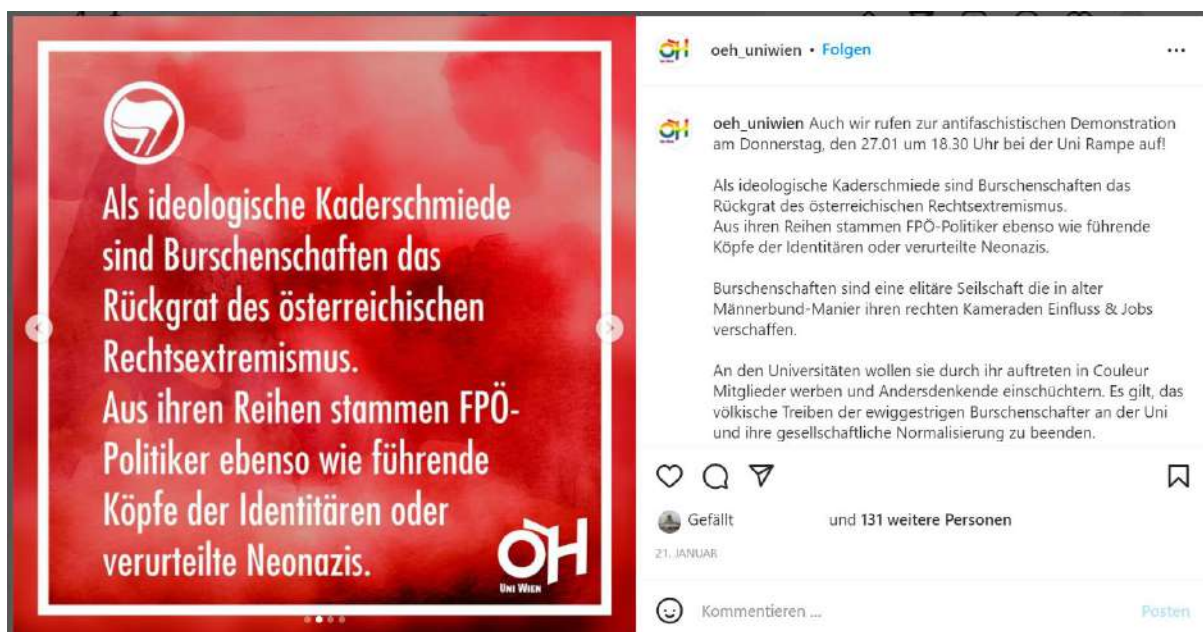 Als ideologische Kaderschmiede
sind Burschenschaften das
Rückgrat des österreichischen
Rechtsextremismus.
Aus ihren Reihen stammen FPÖ-
Politiker ebenso wie führende
Köpfe der Identitären oder
verurteilte Neonazis.
ÖH
UNI WIEN
ÖH
UNI WIEN
oeh_uniwien • Folgen
ÖH
UNI WIEN
oeh_uniwien Auch wir rufen zur antifaschistischen Demonstration
am Donnerstag, den 27.01 um 18.30 Uhr bei der Uni Rampe auf!
Als ideologische Kaderschmiede sind Burschenschaften das
Rückgrat des österreichischen Rechtsextremismus.
Aus ihren Reihen stammen FPÖ-Politiker ebenso wie führende
Köpfe der Identitären oder verurteilte Neonazis.
Burschenschaften sind eine elitäre Seilschaft die in alter
Männerbund-Manier ihren rechten Kameraden Einfluss & Jobs
verschaffen.
An den Universitäten wollen sie durch ihr auftreten in Couleur
Mitglieder werben und Andersdenkende einschüchtern. Es gilt, das
völkische Treiben der ewiggestrigen Burschenschafter an der Uni
und ihre gesellschaftliche Normalisierung zu beenden.
Gefällt und 131 weitere Personen
21. JANUAR
Kommentieren ...
Posten